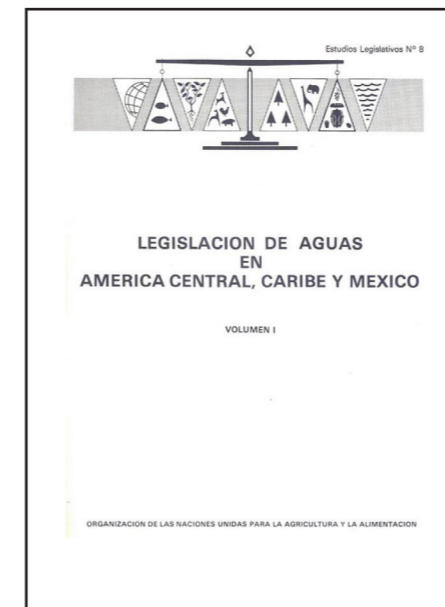 Estudios Legislativos Nº 8
LEGISLACION DE AGUAS
EN
AMERICA CENTRAL, CARIBE Y MEXICO
VOLUMEN I
ORGANIZACION DE LAS NACIONES UNIDAS PARA LA AGRICULTURA Y LA ALIMENTACION